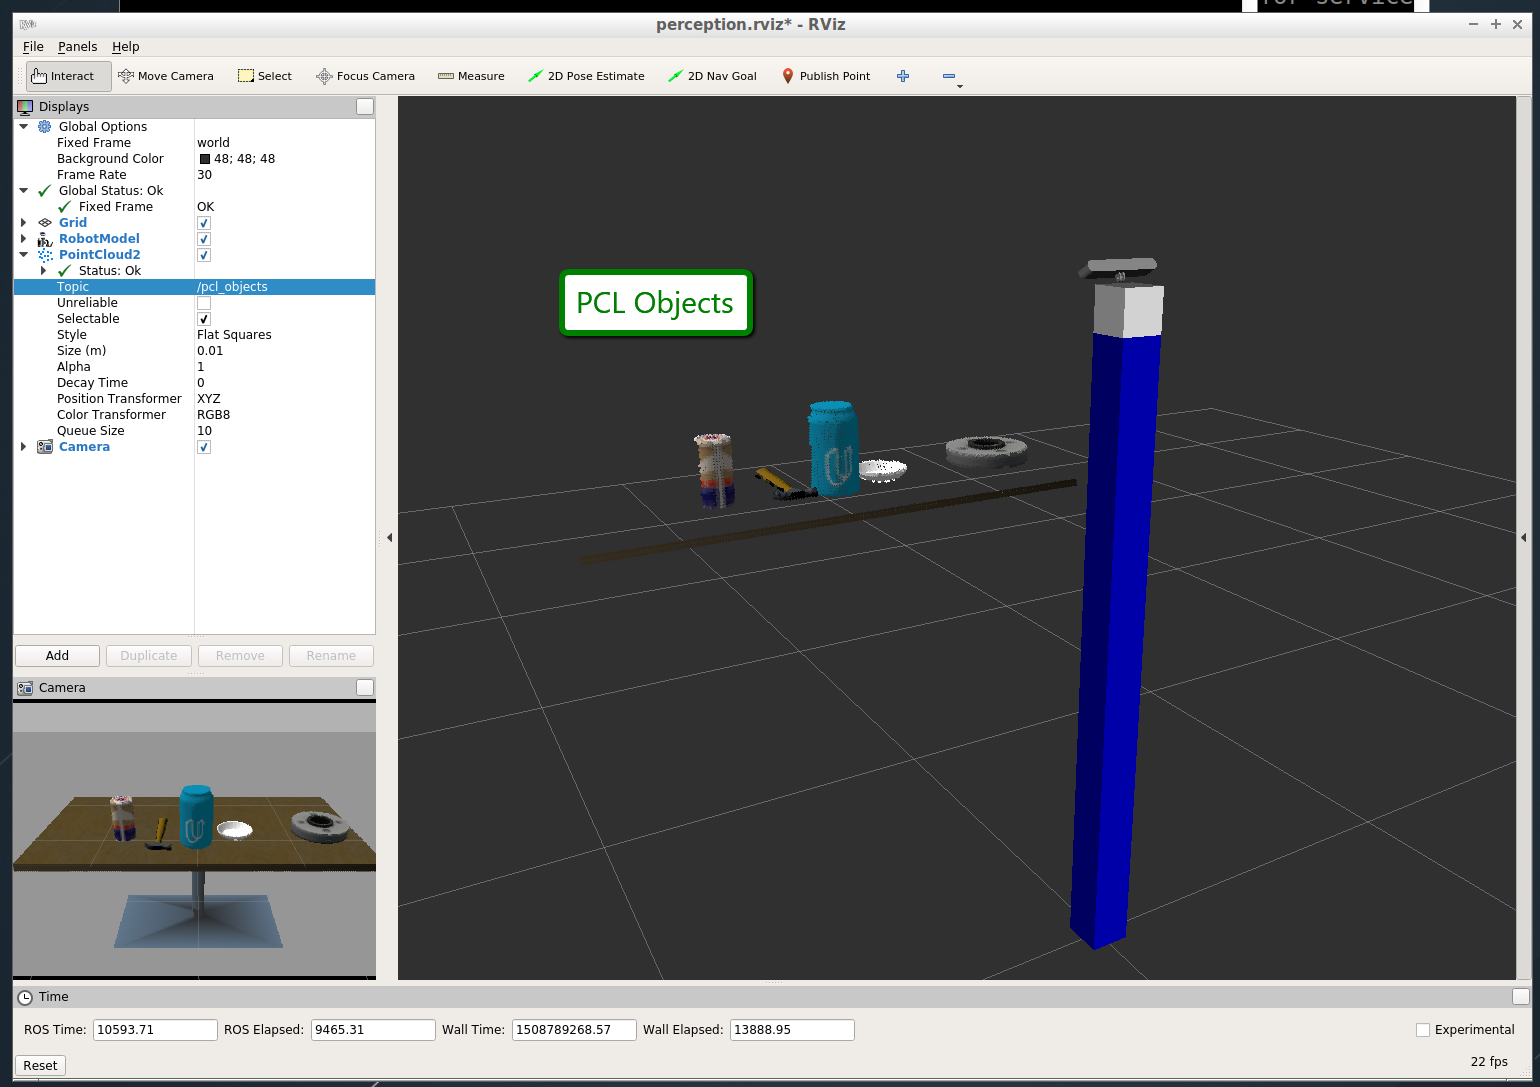 for service
perception.rviz* - RViz
File Panels Help
Interact Move Camera Select Focus Camera Measure 2D Pose Estimate 2D Nav Goal Publish Point
Displays
Global Options
Fixed Frame world
Background Color 48; 48; 48
Frame Rate 30
Global Status: Ok
Fixed Frame OK
Grid
RobotModel
PointCloud2
Status: Ok
Topic /pcl_objects
Unreliable
Selectable
Style Flat Squares
Size (m) 0.01
Alpha 1
Decay Time 0
Position Transformer XYZ
Color Transformer RGB8
Queue Size 10
Camera
Add Duplicate Remove Rename
Camera
PCL Objects
Time
ROS Time: 10593.71 ROS Elapsed: 9465.31 Wall Time: 1508789268.57 Wall Elapsed: 13888.95 Experimental
Reset 22 fps